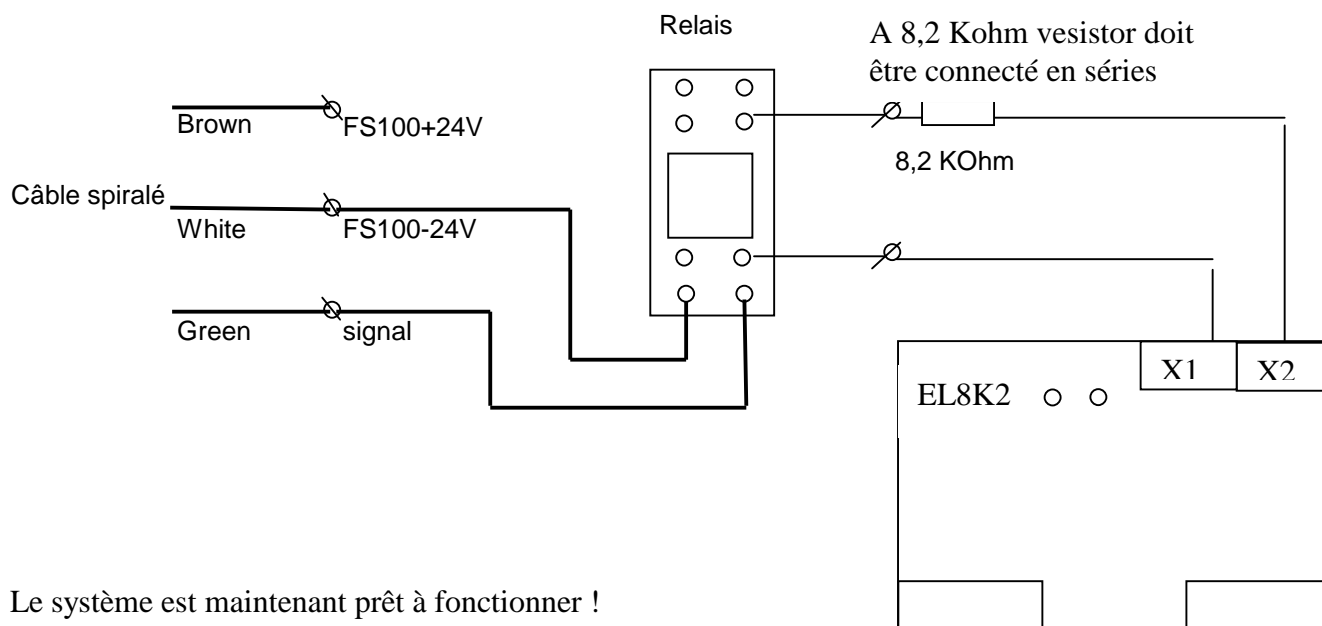 Relais
A 8,2 Kohm vesistor doit
être connecté en séries
Brown
FS100+24V
8,2 KOhm
Câble spiralé
White
FS100-24V
Green
signal
X1
X2
EL8K2
Le système est maintenant prêt à fonctionner !